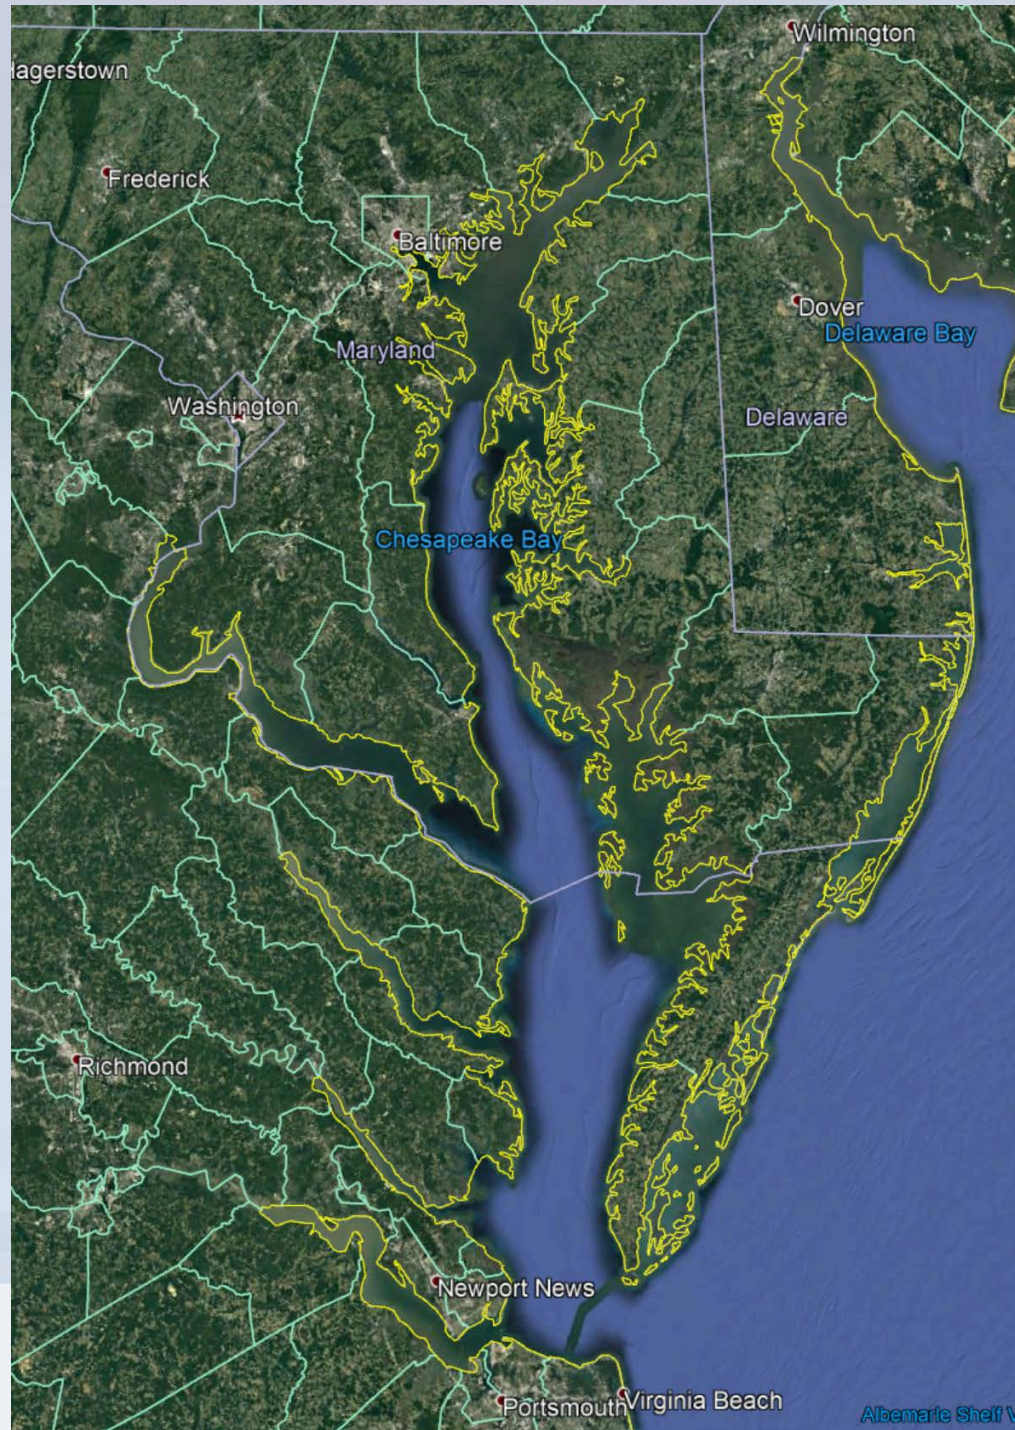 Wilmington
lagerstown
Frederick
Baltimore
Dover
Delaware Bay
Maryland
Washington
Delaware
Chesapeake Bay
Richmond
Newport News
Portsmouth
Virginia Beach
Albemarle Shelf V